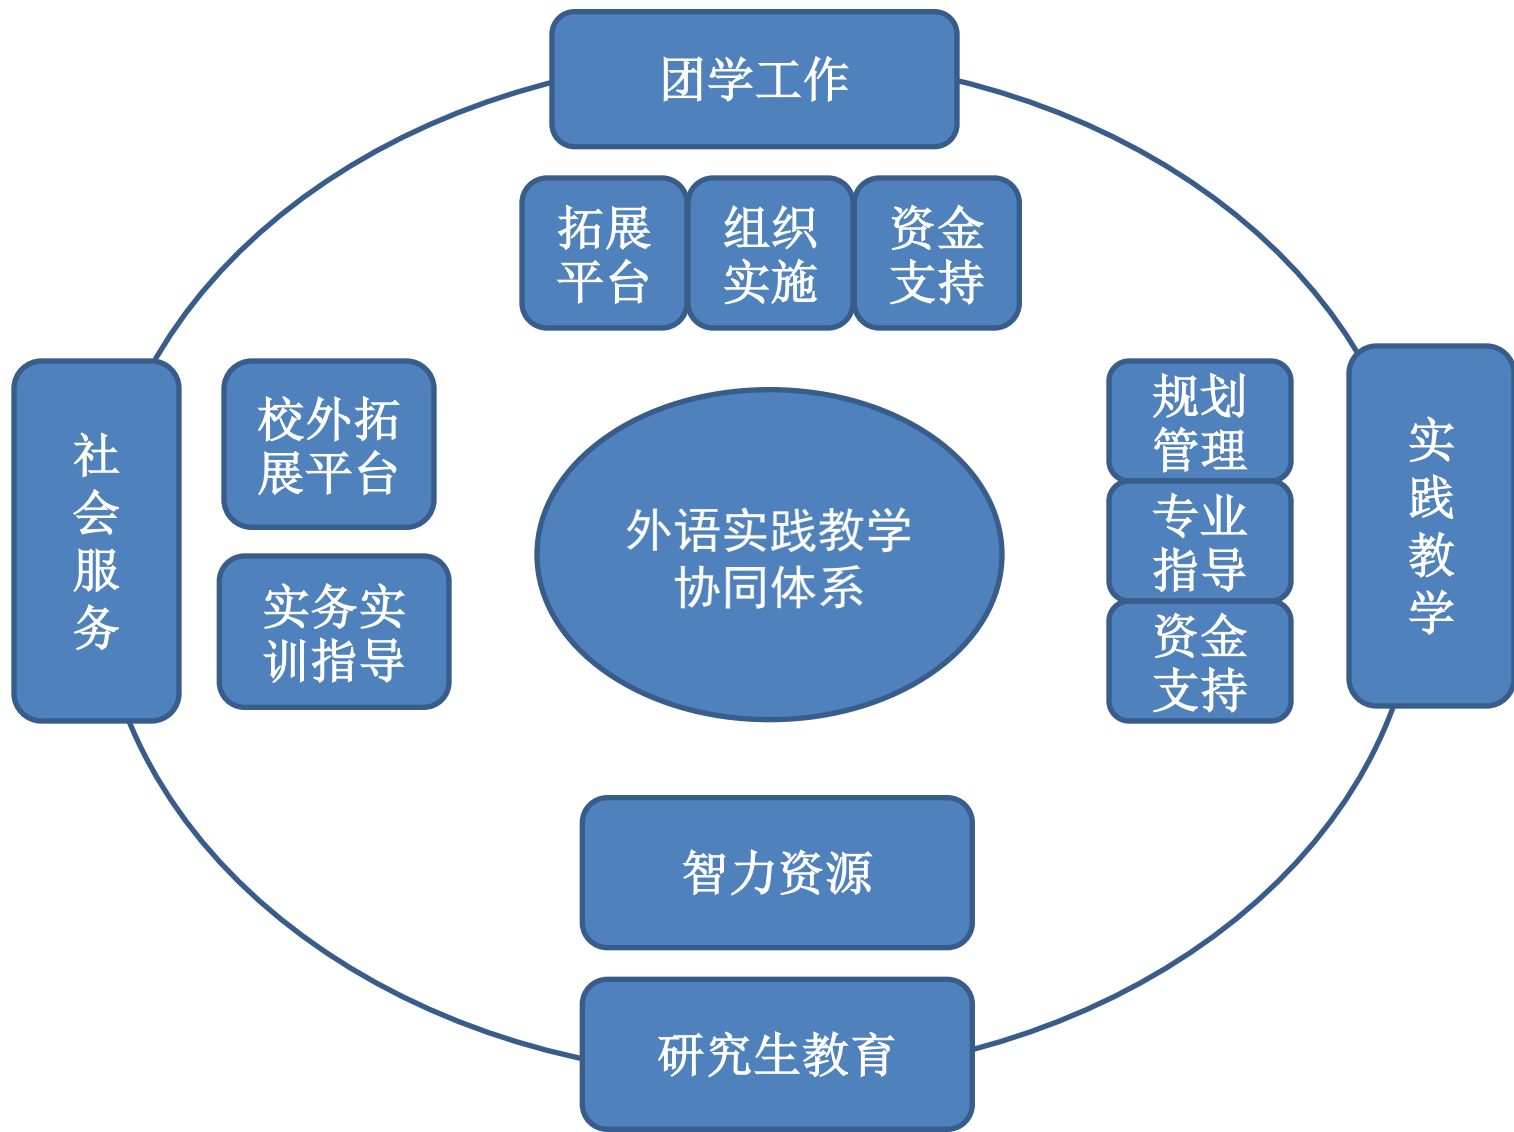 团学工作
拓展
平台
组织
实施
资金
支持
社
会
服
务
校外拓
展平台
实务实
训指导
外语实践教学
协同体系
规划
管理
专业
指导
资金
支持
实
践
教
学
智力资源
研究生教育